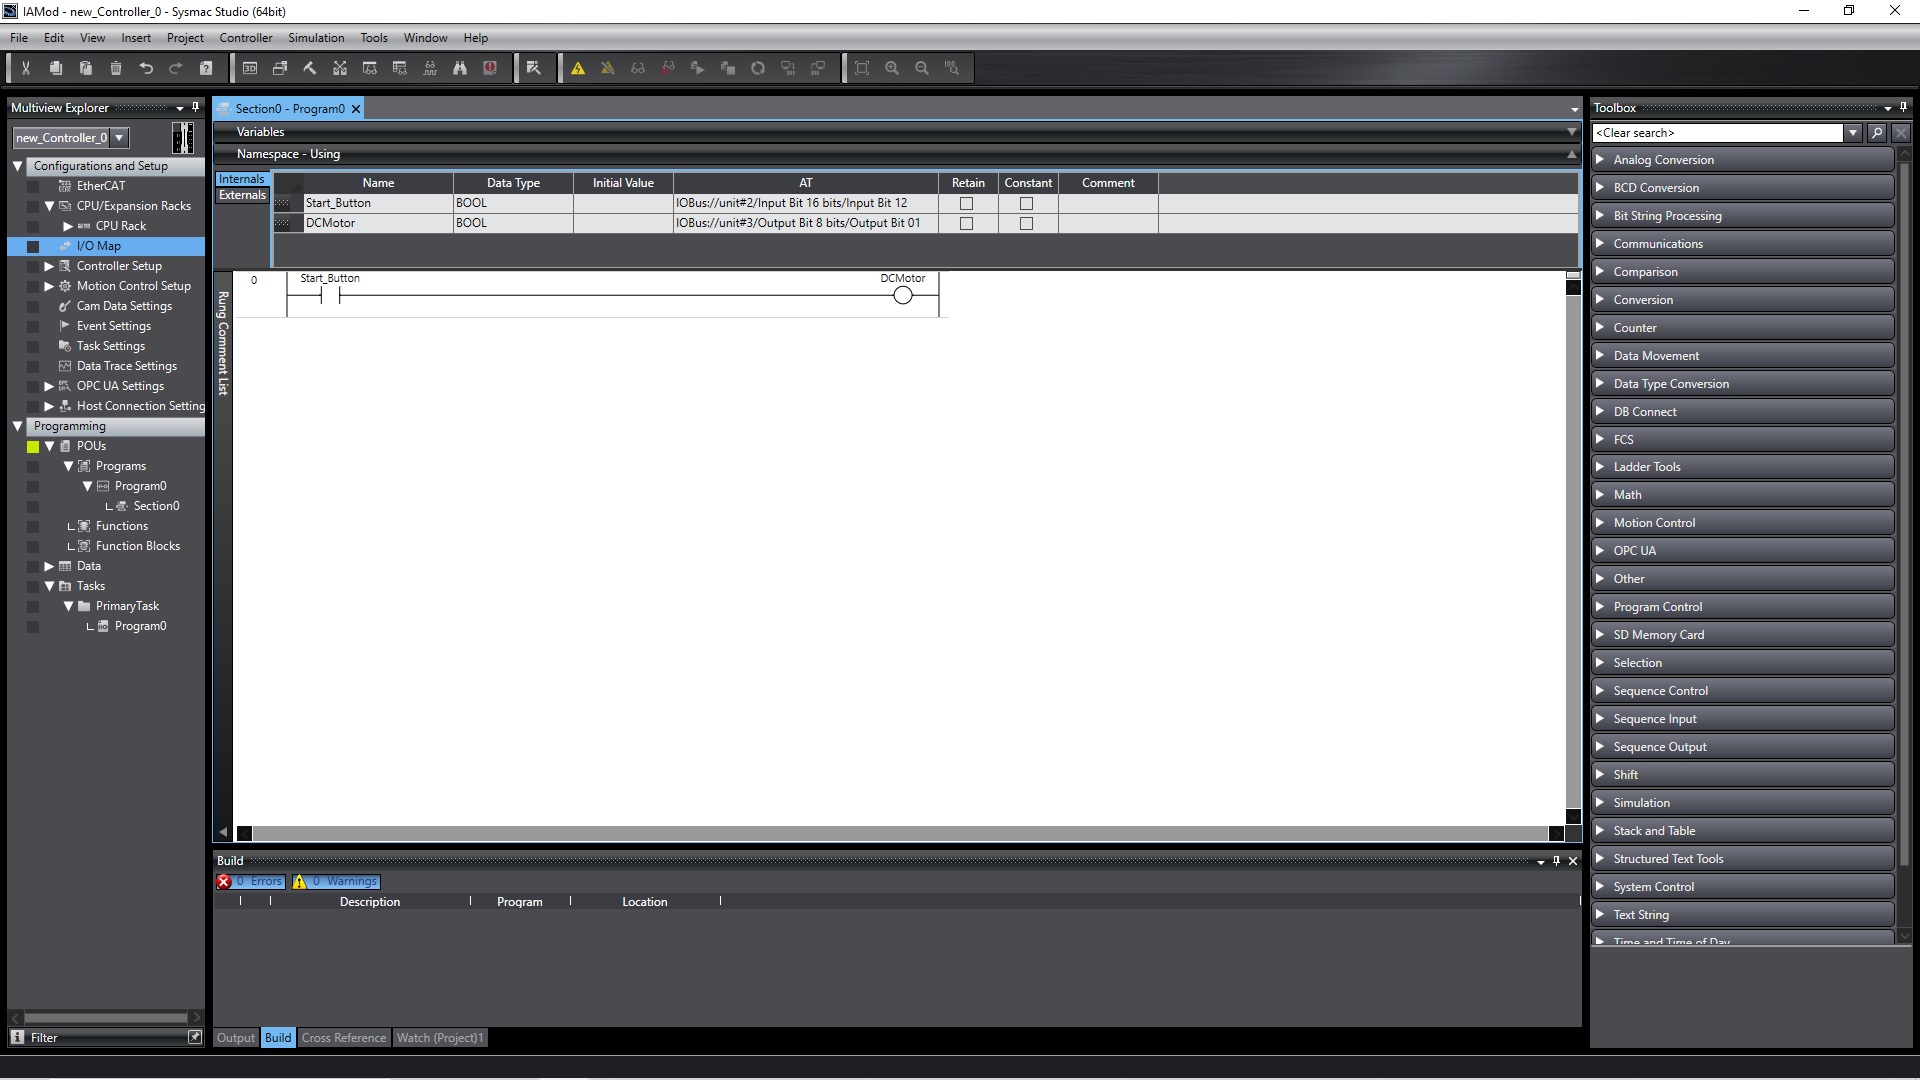 IAMod - new_Controller_0 - Sysmac Studio (64bit)
File Edit View Insert Project Controller Simulation Tools Window Help
Multiview Explorer
new_Controller_0
Configurations and Setup
EtherCAT
CPU/Expansion Racks
CPU Rack
I/O Map
Controller Setup
Motion Control Setup
Cam Data Settings
Event Settings
Task Settings
Data Trace Settings
OPC UA Settings
Host Connection Setting
Programming
POUs
Programs
Program0
Section0
Functions
Function Blocks
Data
Tasks
PrimaryTask
Program0
Filter
Section0 - Program0
Variables
Namespace - Using
Internals
Externals
Name Data Type Initial Value AT Retain Constant Comment
Start_Button BOOL IOBus://unit#2/Input Bit 16 bits/Input Bit 12
DCMotor BOOL IOBus://unit#3/Output Bit 8 bits/Output Bit 01
Rung Comment List
0 Start_Button DCMotor
Build
0 Errors 0 Warnings
Description Program Location
Output Build Cross Reference Watch (Project)1
Toolbox
<Clear search>
Analog Conversion
BCD Conversion
Bit String Processing
Communications
Comparison
Conversion
Counter
Data Movement
Data Type Conversion
DB Connect
FCS
Ladder Tools
Math
Motion Control
OPC UA
Other
Program Control
SD Memory Card
Selection
Sequence Control
Sequence Input
Sequence Output
Shift
Simulation
Stack and Table
Structured Text Tools
System Control
Text String
Time and Time of Day